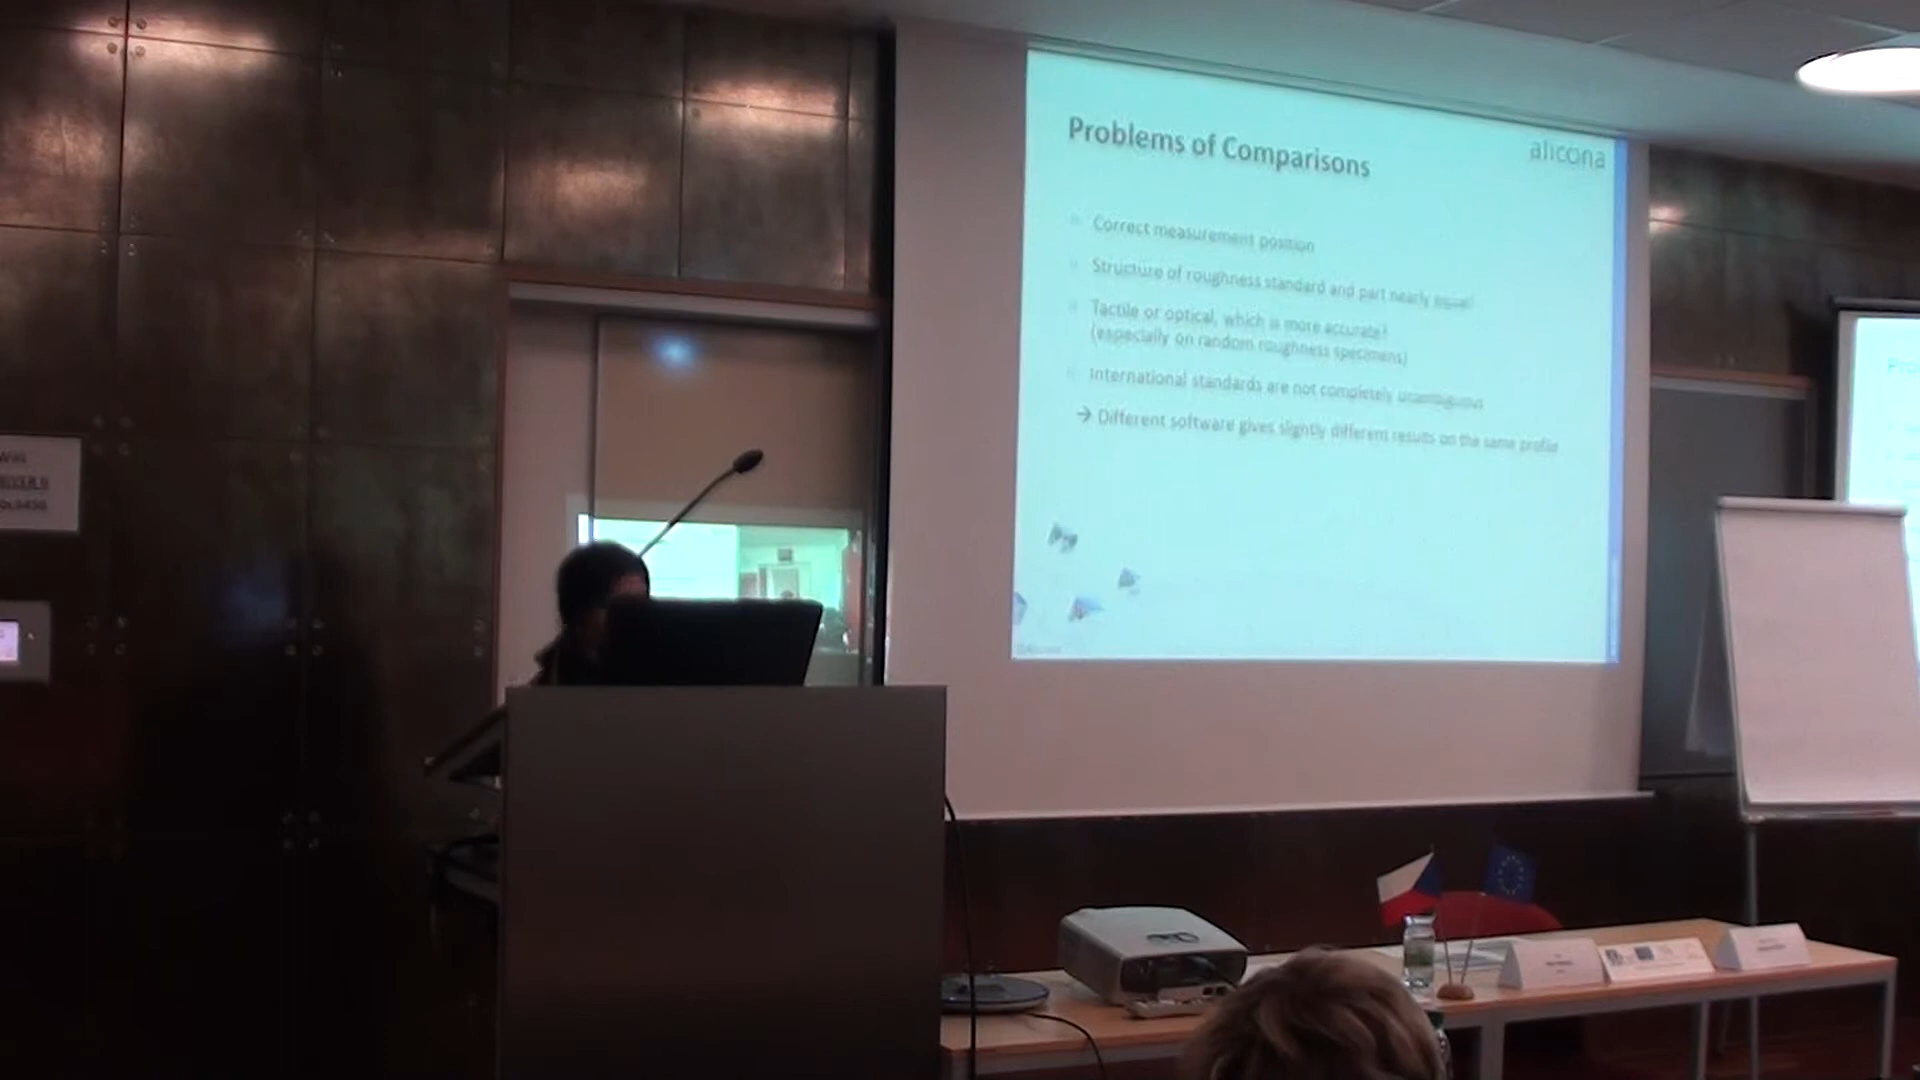 Problems of Comparisons
alicona
Correct measurement position
Structure of roughness standard and part nearly equal?
Tactile or optical, which is more accurate?
(especially on random roughness specimens)
International standards are not completely unambiguous
→ Different software gives slightly different results on the same profile